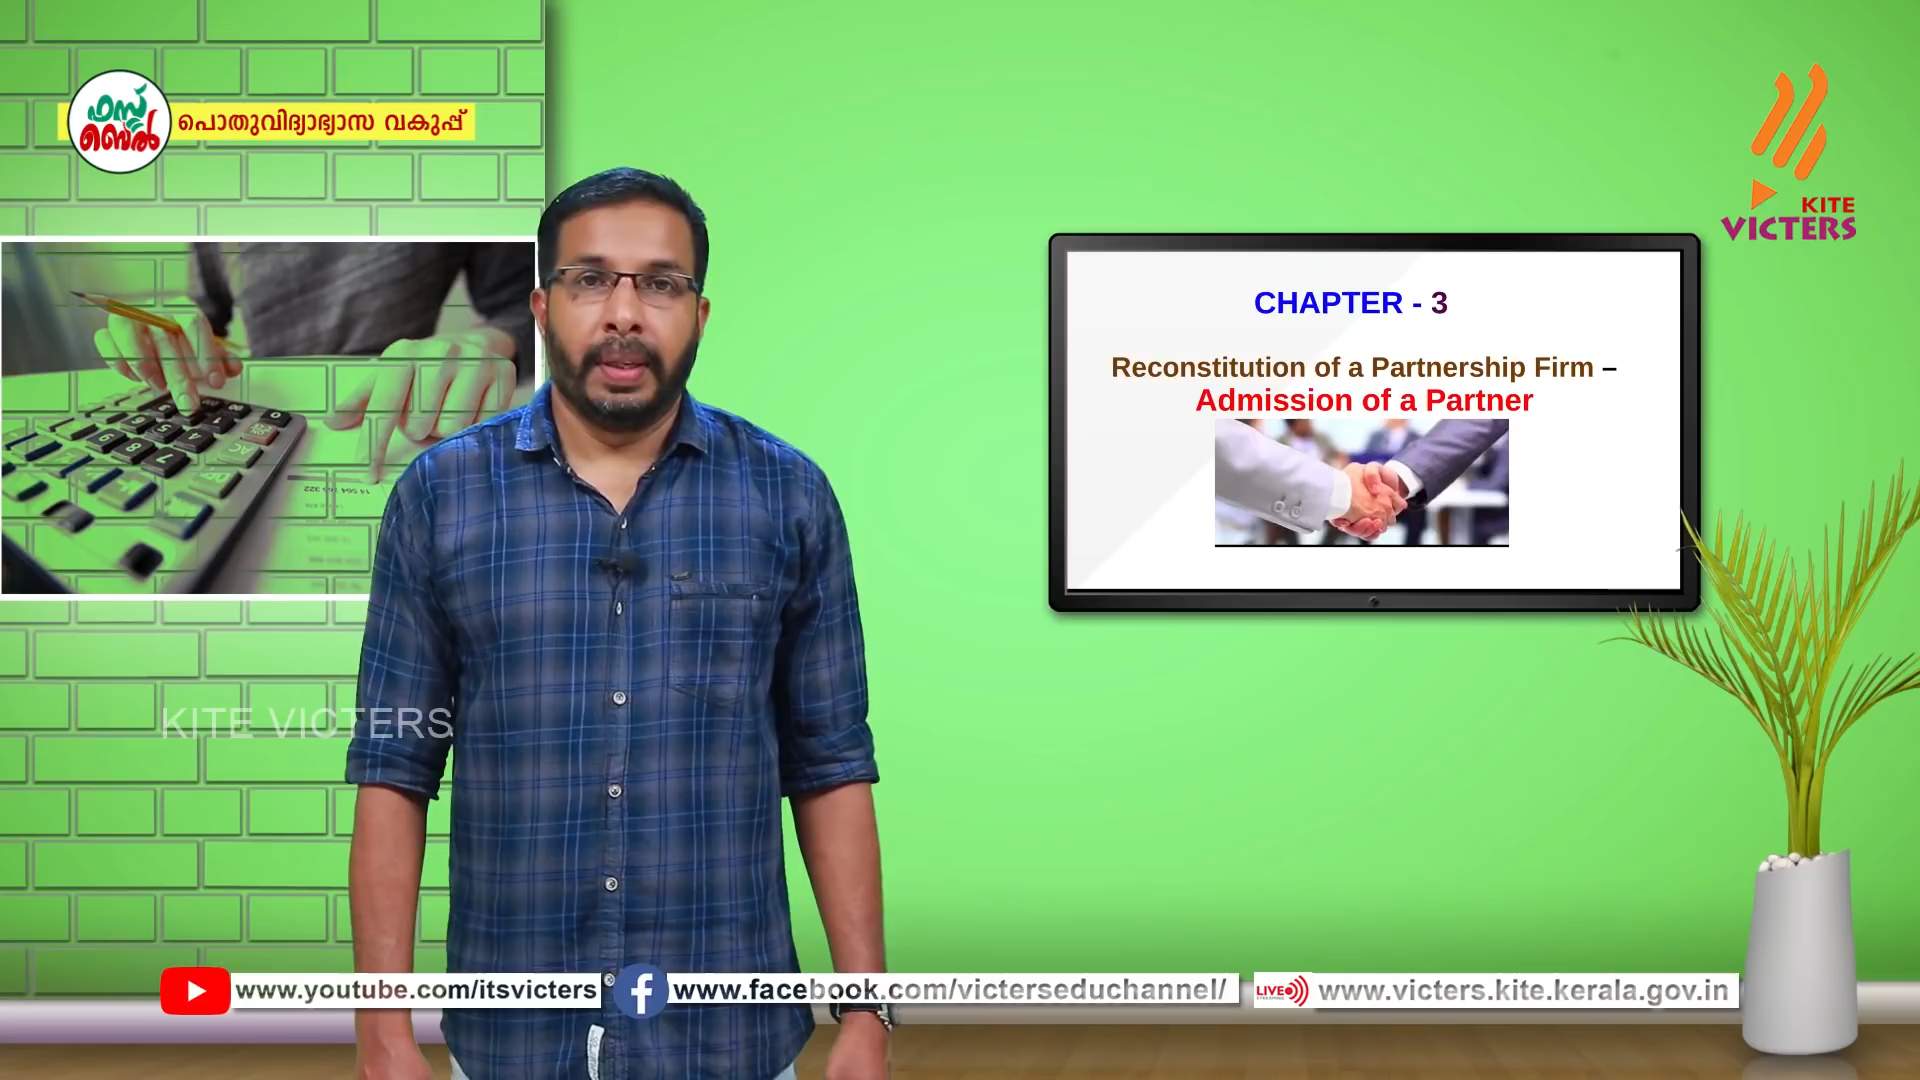 ഫസ്റ്റ്
ബെൽ
പൊതുവിദ്യാഭ്യാസ വകുപ്പ്
KITE
VICTERS
CHAPTER - 3
Reconstitution of a Partnership Firm –
Admission of a Partner
KITE VICTERS
www.youtube.com/itsvicters
www.facebook.com/victerseduchannel/
LIVE
STREAMING
www.victers.kite.kerala.gov.in